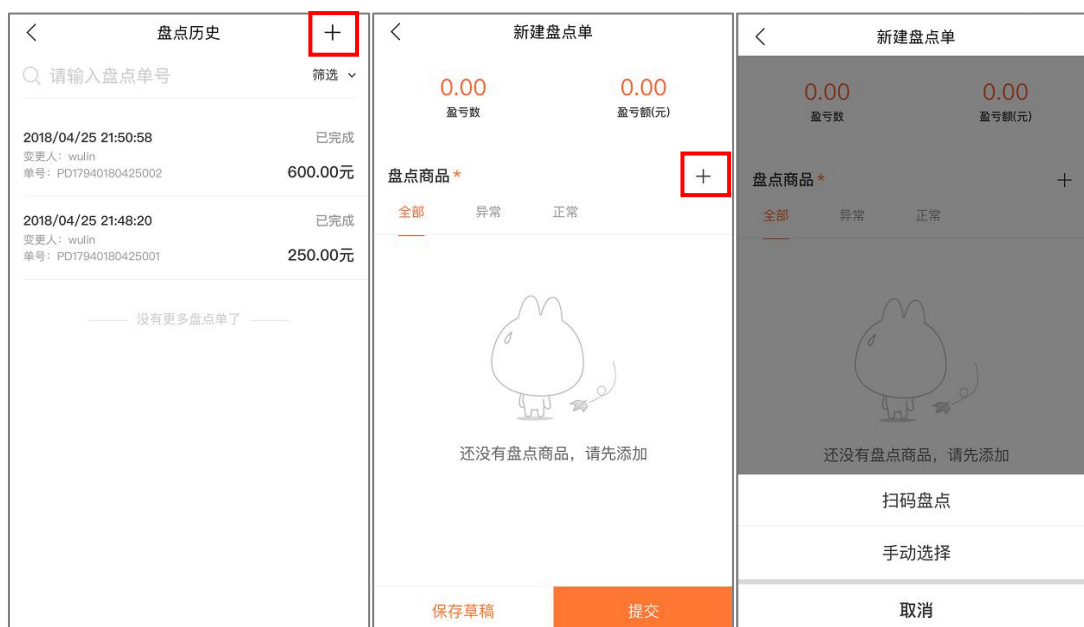 盘点历史
请输入盘点单号
筛选
2018/04/25 21:50:58
已完成
变更人：wulin
单号：PD17940180425002
600.00元
2018/04/25 21:48:20
已完成
变更人：wulin
单号：PD17940180425001
250.00元
没有更多盘点单了
新建盘点单
0.00
0.00
盈亏数
盈亏额(元)
盘点商品*
全部
异常
正常
还没有盘点商品，请先添加
保存草稿
提交
新建盘点单
0.00
0.00
盈亏数
盈亏额(元)
盘点商品*
全部
异常
正常
还没有盘点商品，请先添加
扫码盘点
手动选择
取消